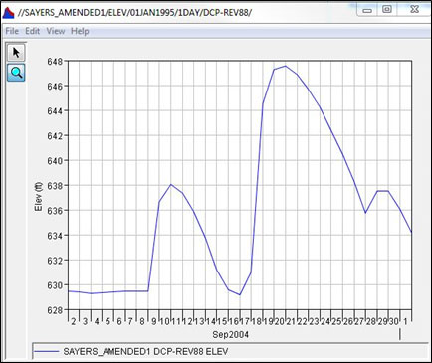 //SAYERS_AMENDED1/ELEV/01JAN1995/1DAY/DCP-REV88/
File Edit View Help
648
646
644
642
640
638
636
634
632
630
628
Elev (ft)
2 3 4 5 6 7 8 9 10 11 12 13 14 15 16 17 18 19 20 21 22 23 24 25 26 27 28 29 30 1
Sep2004
SAYERS_AMENDED1 DCP-REV88 ELEV